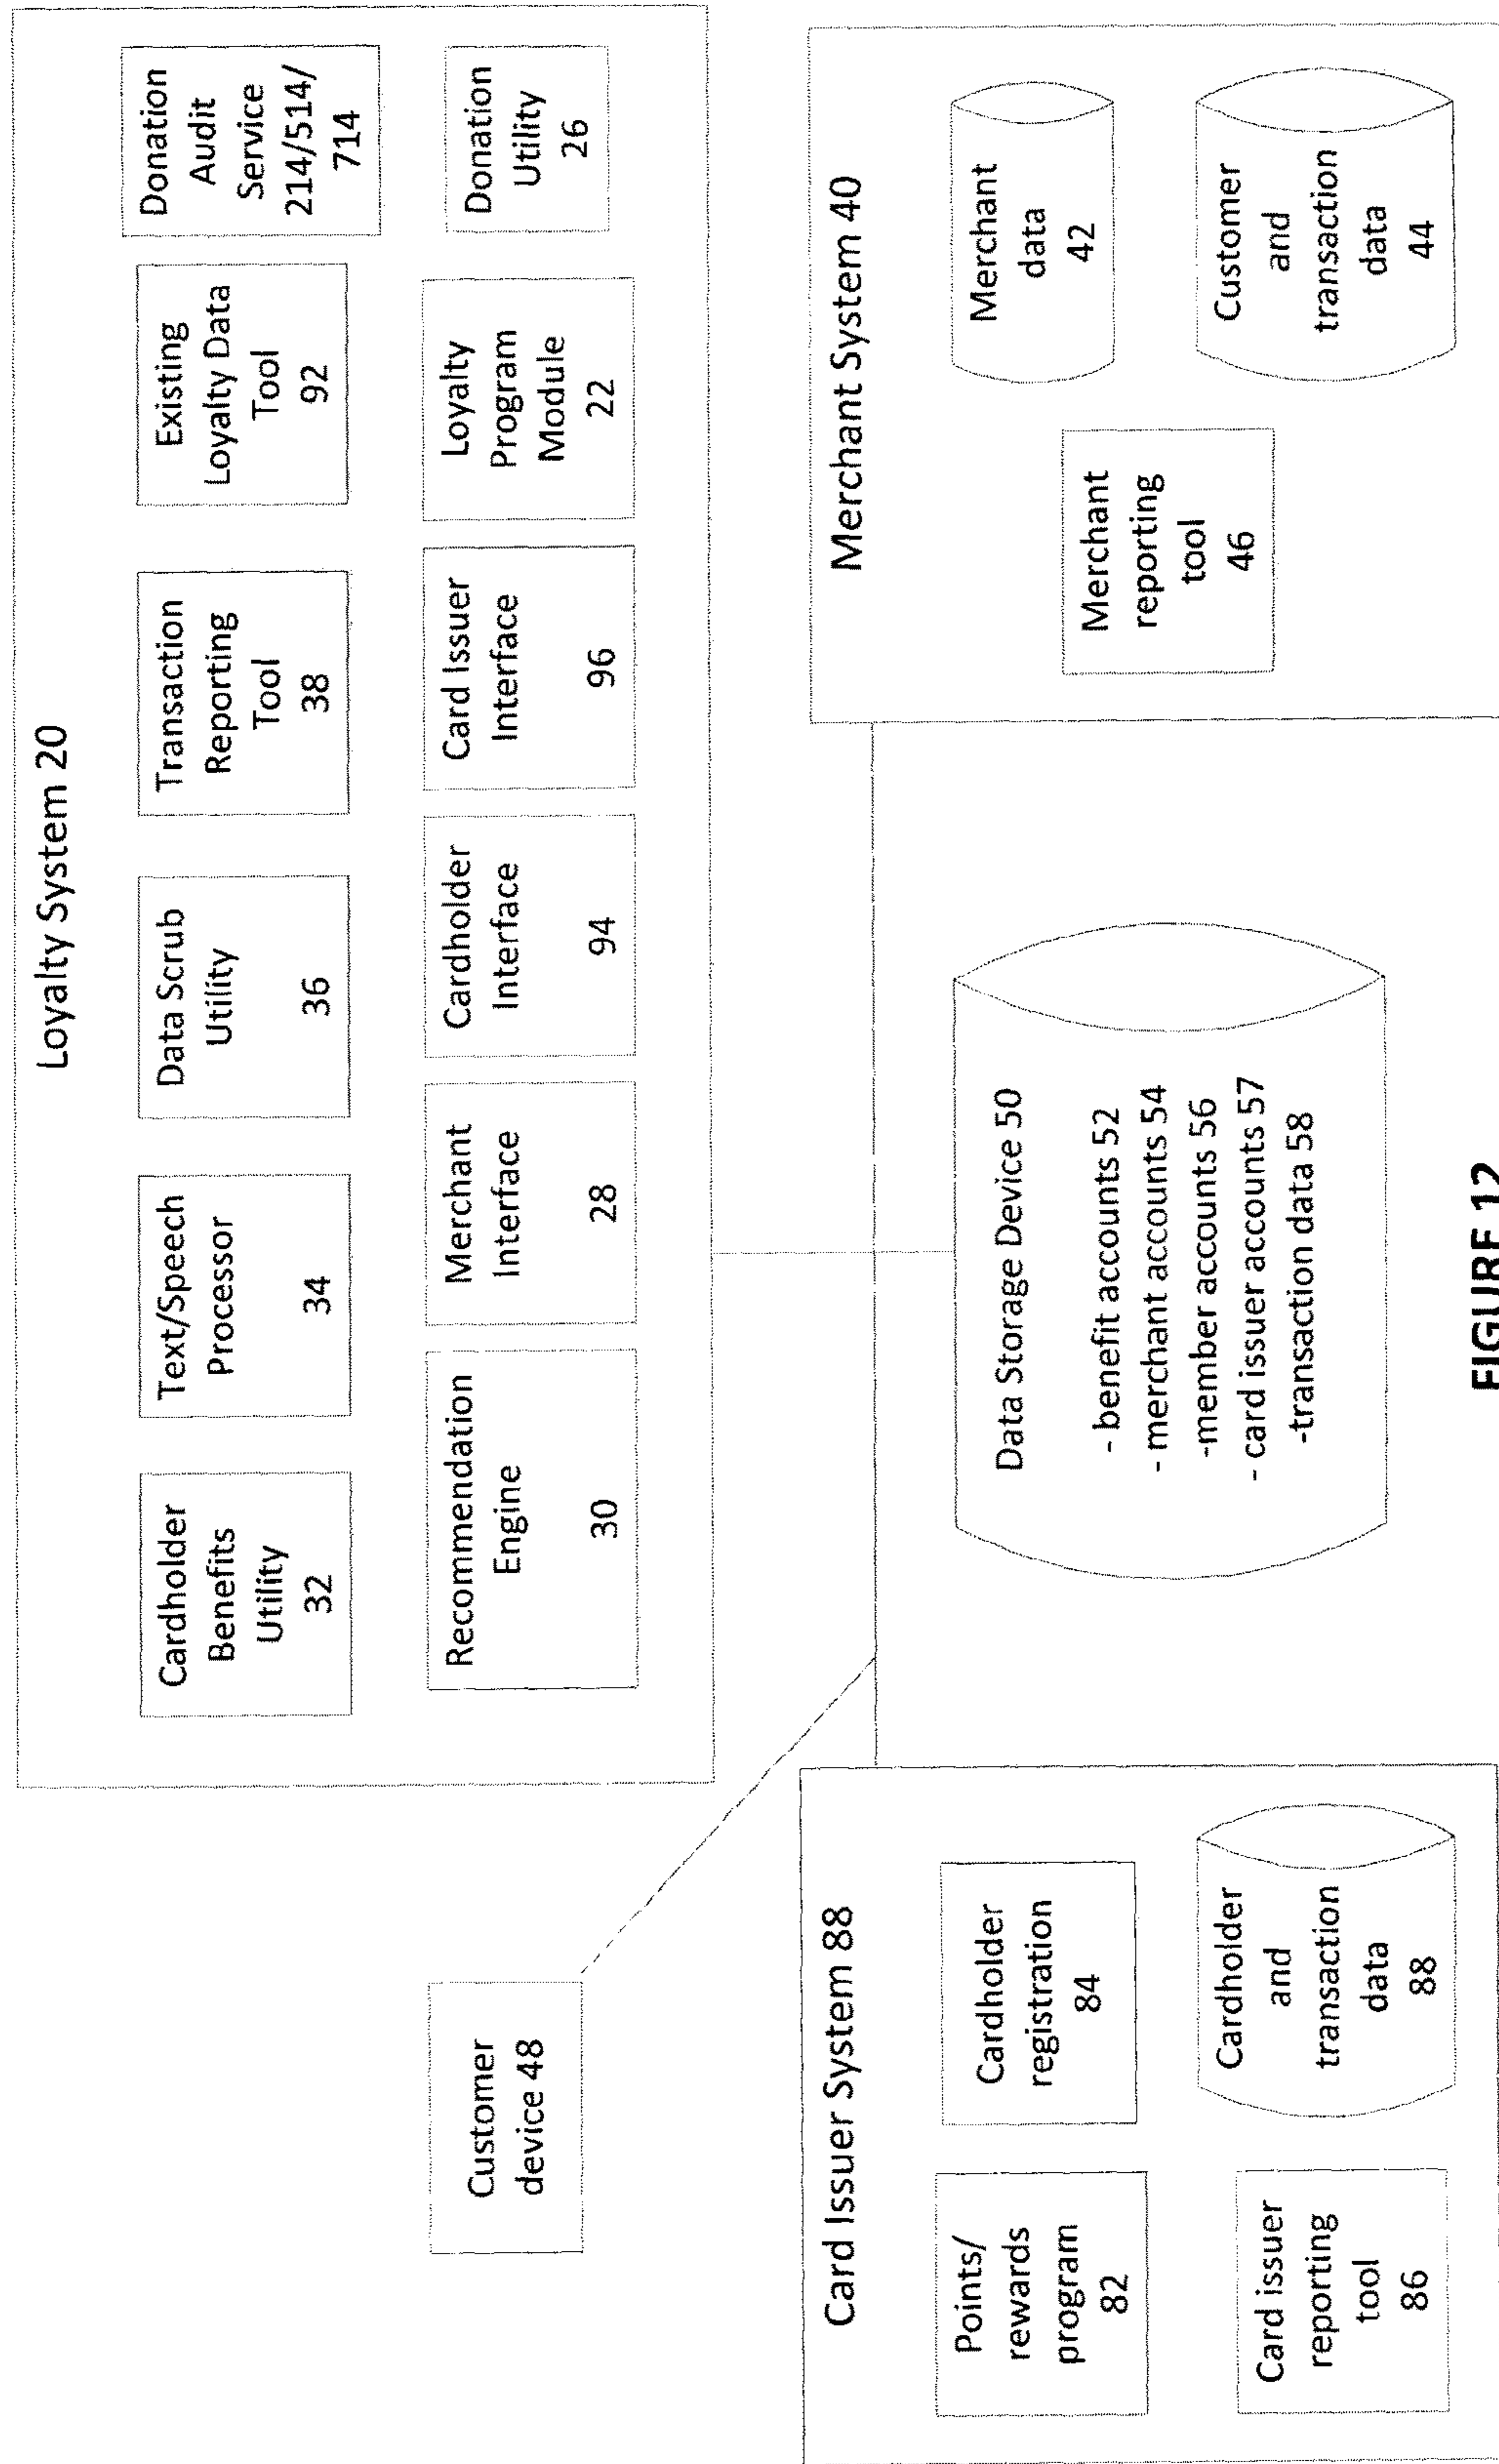 Loyalty System 20
Cardholder
Benefits
Utility
32
Text/Speech
Processor
34
Data Scrub
Utility
36
Transaction
Reporting
Tool
38
Existing
Loyalty Data
Tool
92
Donation
Audit
Service
214/514/
714
Recommendation
Engine
30
Merchant
Interface
28
Cardholder
Interface
94
Card Issuer
Interface
96
Loyalty
Program
Module
22
Donation
Utility
26
Customer
device 48
Card Issuer System 88
Points/
rewards
program
82
Cardholder
registration
84
Card issuer
reporting
tool
86
Cardholder
and
transaction
data
88
Data Storage Device 50
- benefit accounts 52
- merchant accounts 54
-member accounts 56
- card issuer accounts 57
-transaction data 58
Merchant System 40
Merchant
reporting
tool
46
Merchant
data
42
Customer
and
transaction
data
44
FIGURE 12